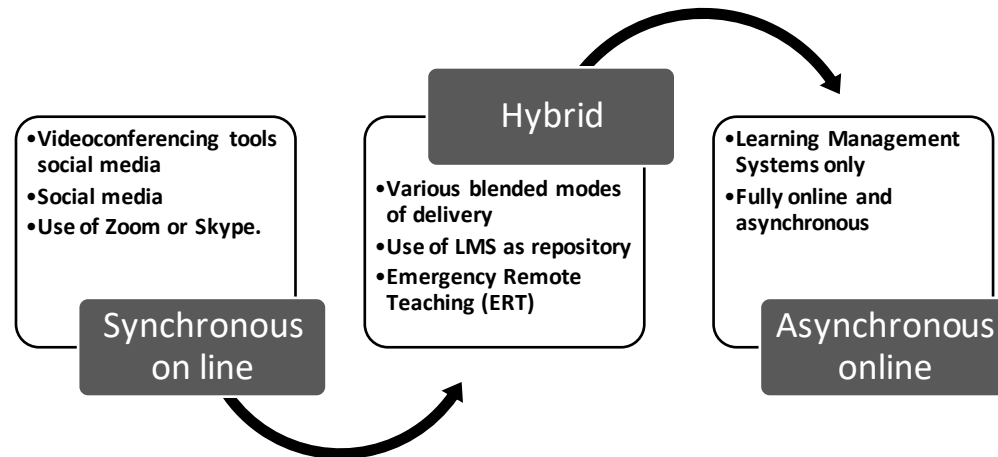 •Videoconferencing tools
social media
•Social media
•Use of Zoom or Skype.
Synchronous
on line
Hybrid
•Various blended modes
of delivery
•Use of LMS as repository
•Emergency Remote
Teaching (ERT)
•Learning Management
Systems only
•Fully online and
asynchronous
Asynchronous
online